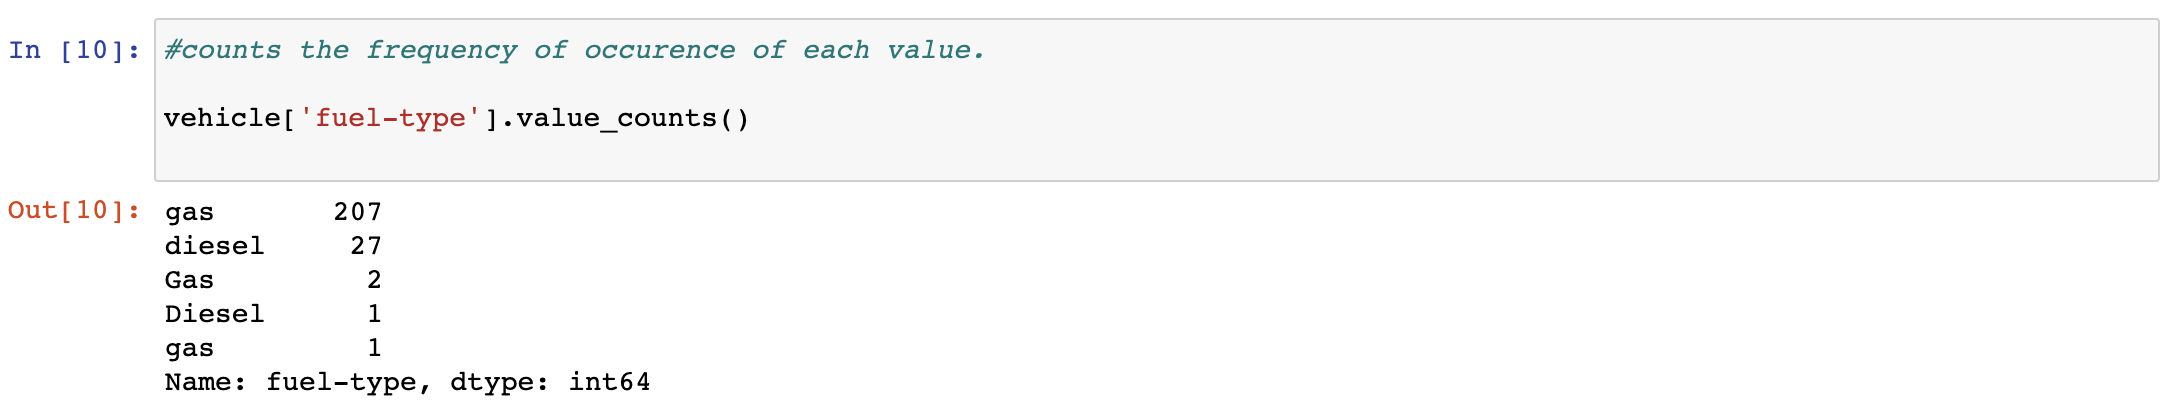 In [10]: #counts the frequency of occurence of each value.
vehicle['fuel-type'].value_counts()
Out[10]: gas 207
diesel 27
Gas 2
Diesel 1
gas 1
Name: fuel-type, dtype: int64